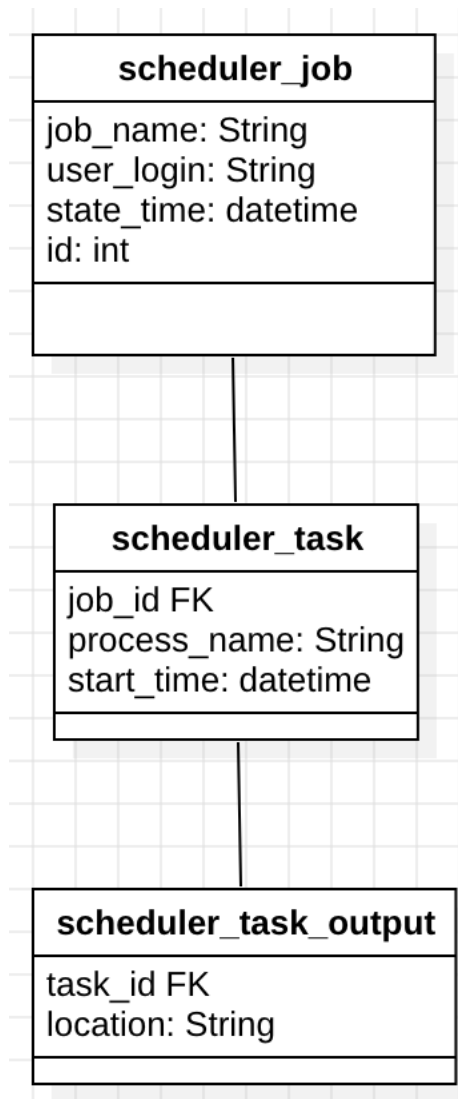 scheduler_job
job_name: String
user_login: String
state_time: datetime
id: int
scheduler_task
job_id FK
process_name: String
start_time: datetime
scheduler_task_output
task_id FK
location: String